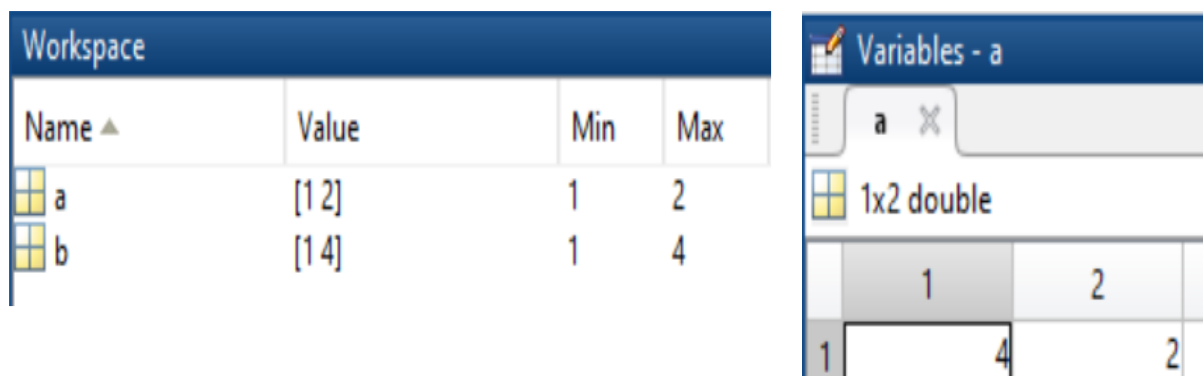 Workspace
Name Value Min Max
a [1 2] 1 2
b [1 4] 1 4
Variables - a
a
1x2 double
1 2
1 4 2